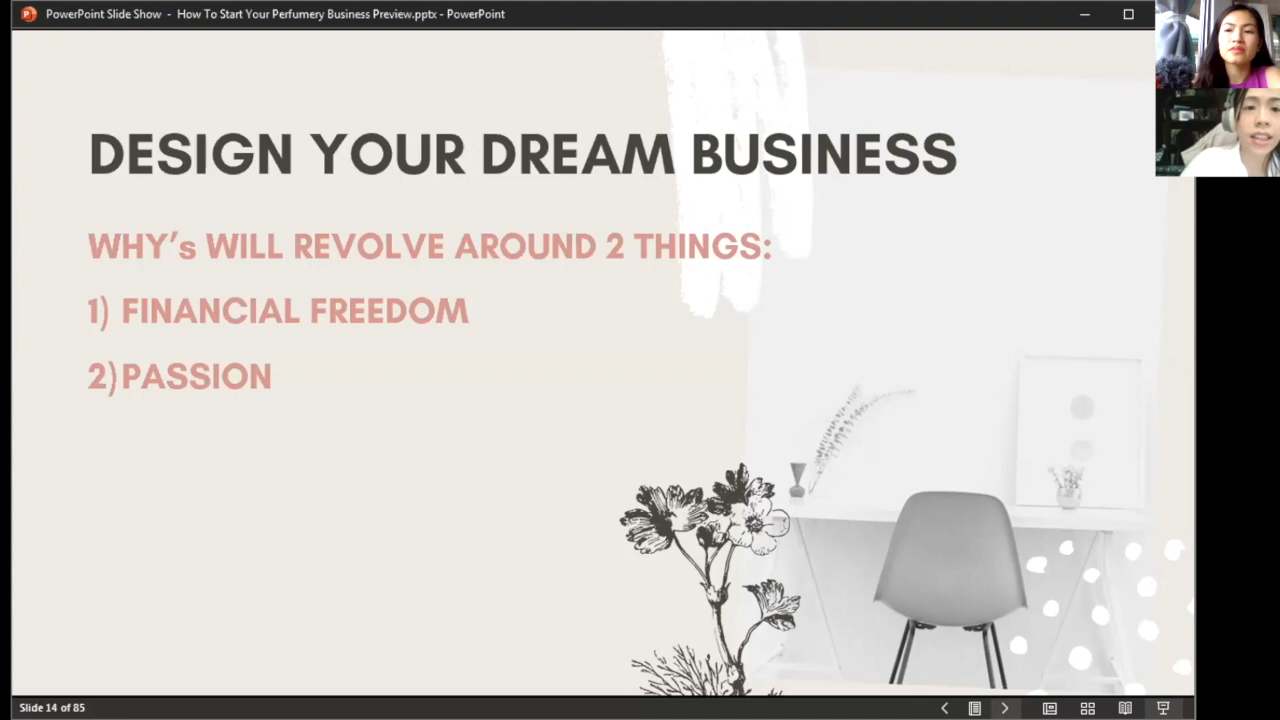 PowerPoint Slide Show - How To Start Your Perfumery Business Preview.pptx - PowerPoint
DESIGN YOUR DREAM BUSINESS
WHY’s WILL REVOLVE AROUND 2 THINGS:
1) FINANCIAL FREEDOM
2)PASSION
Slide 14 of 85